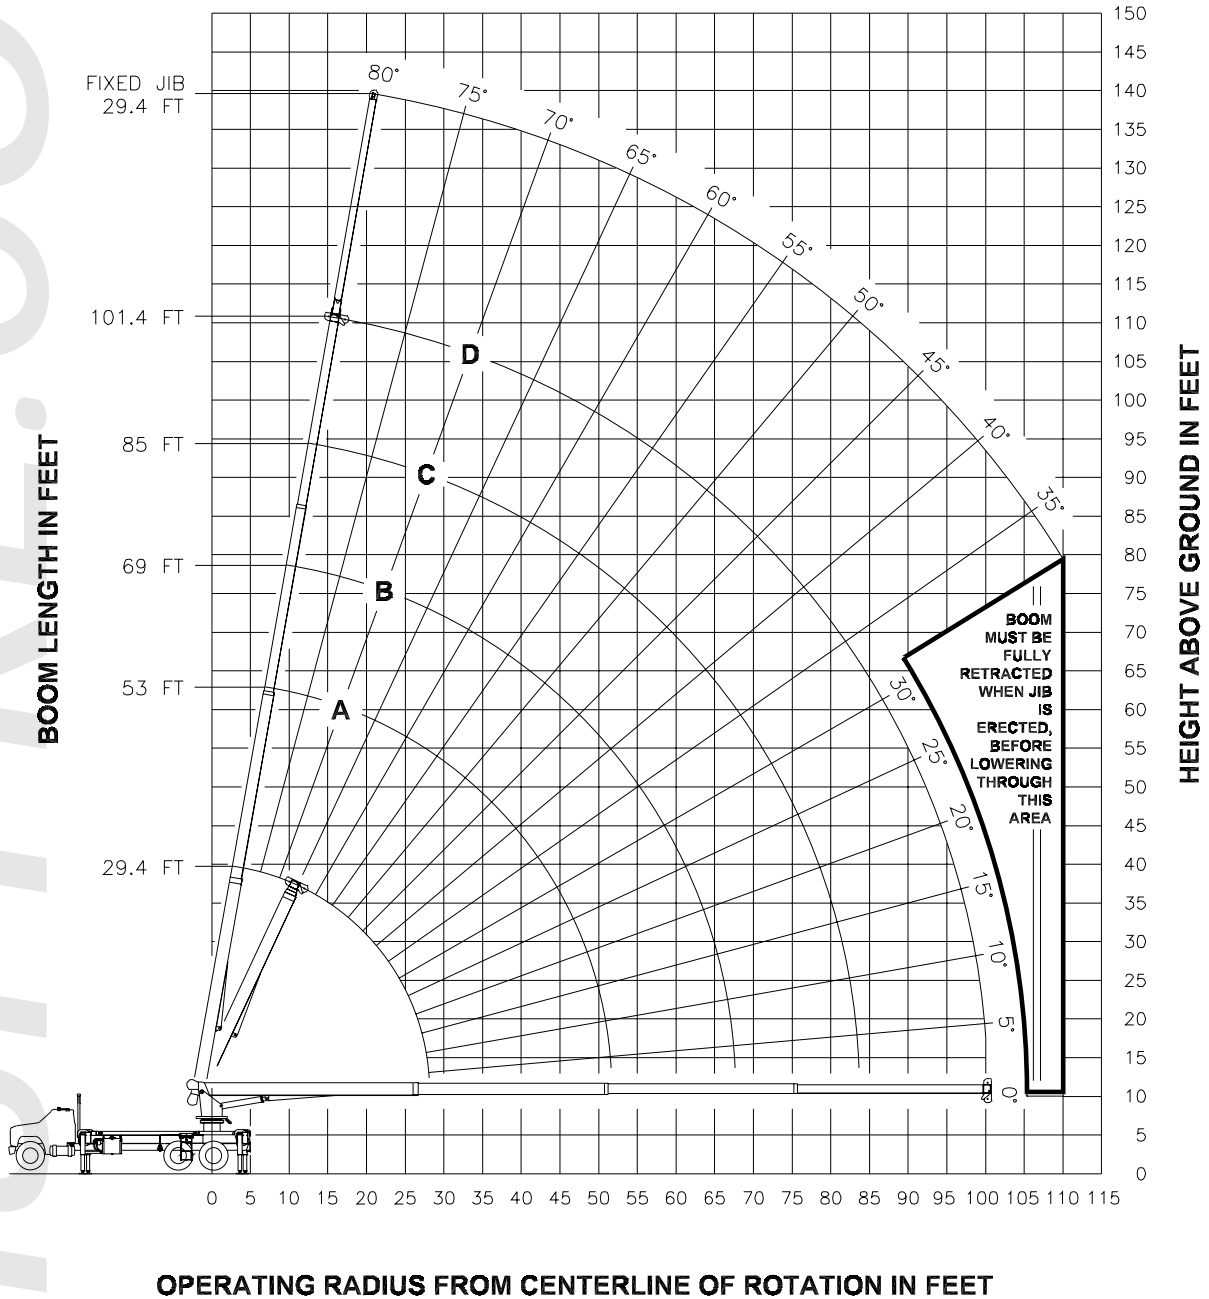 150
145
140
135
130
125
120
115
110
105
100
95
90
85
80
75
70
65
60
55
50
45
40
35
30
25
20
15
10
5
0
FIXED JIB
29.4 FT
101.4 FT
85 FT
69 FT
53 FT
29.4 FT
80°
75°
70°
65°
60°
55°
50°
45°
40°
35°
30°
25°
20°
15°
10°
5°
0°
D
C
B
A
BOOM
MUST BE
FULLY
RETRACTED
WHEN JIB
IS
ERECTED,
BEFORE
LOWERING
THROUGH
THIS
AREA
BOOM LENGTH IN FEET
HEIGHT ABOVE GROUND IN FEET
0 5 10 15 20 25 30 35 40 45 50 55 60 65 70 75 80 85 90 95 100 105 110 115
OPERATING RADIUS FROM CENTERLINE OF ROTATION IN FEET